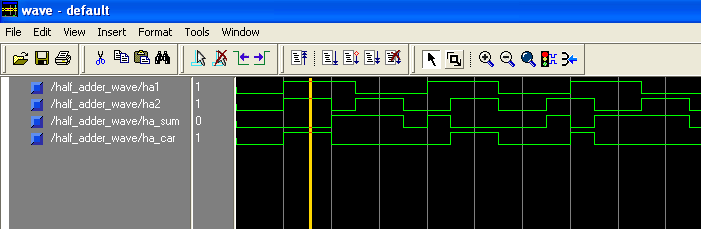 wave - default
File Edit View Insert Format Tools Window
/half_adder_wave/ha1 1
/half_adder_wave/ha2 1
/half_adder_wave/ha_sum 0
/half_adder_wave/ha_car 1